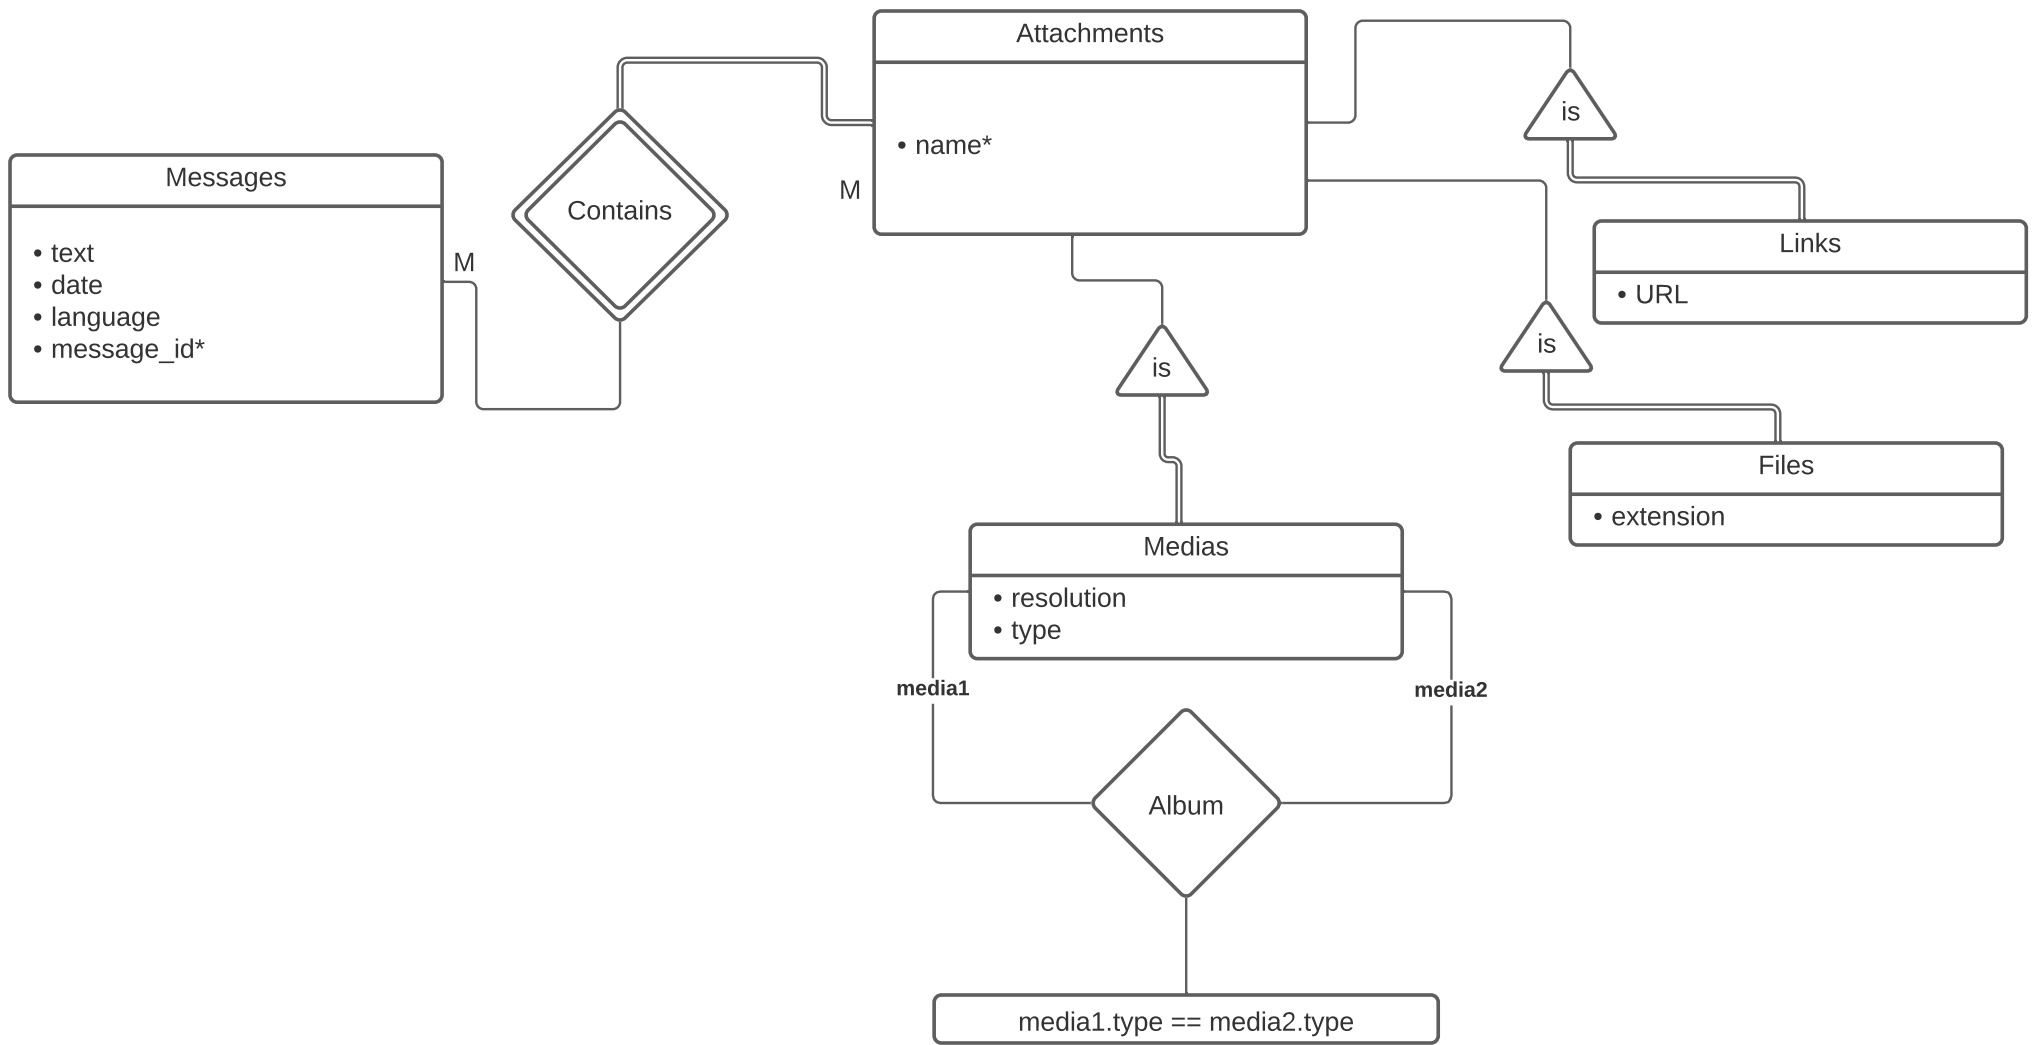 Messages
• text
• date
• language
• message_id*
M
Contains
M
Attachments
• name*
is
Links
• URL
is
Files
• extension
is
Medias
• resolution
• type
media1
media2
Album
media1.type == media2.type